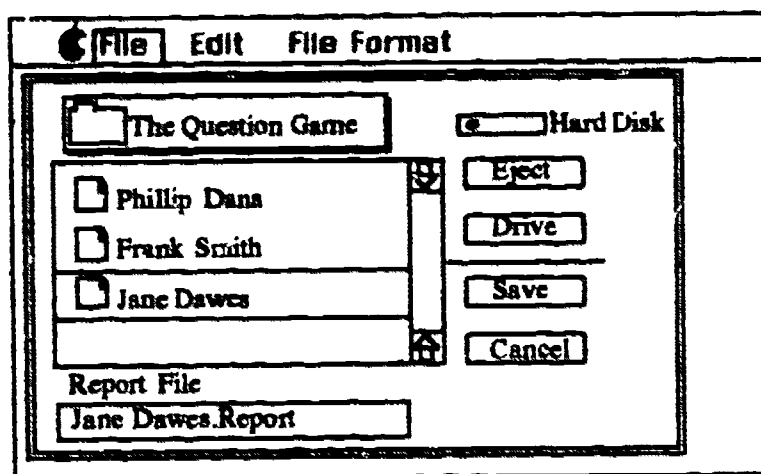 File Edit File Format
The Question Game
Hard Disk
Phillip Dana
Frank Smith
Jane Dawes
Eject
Drive
Save
Cancel
Report File
Jane Dawes.Report